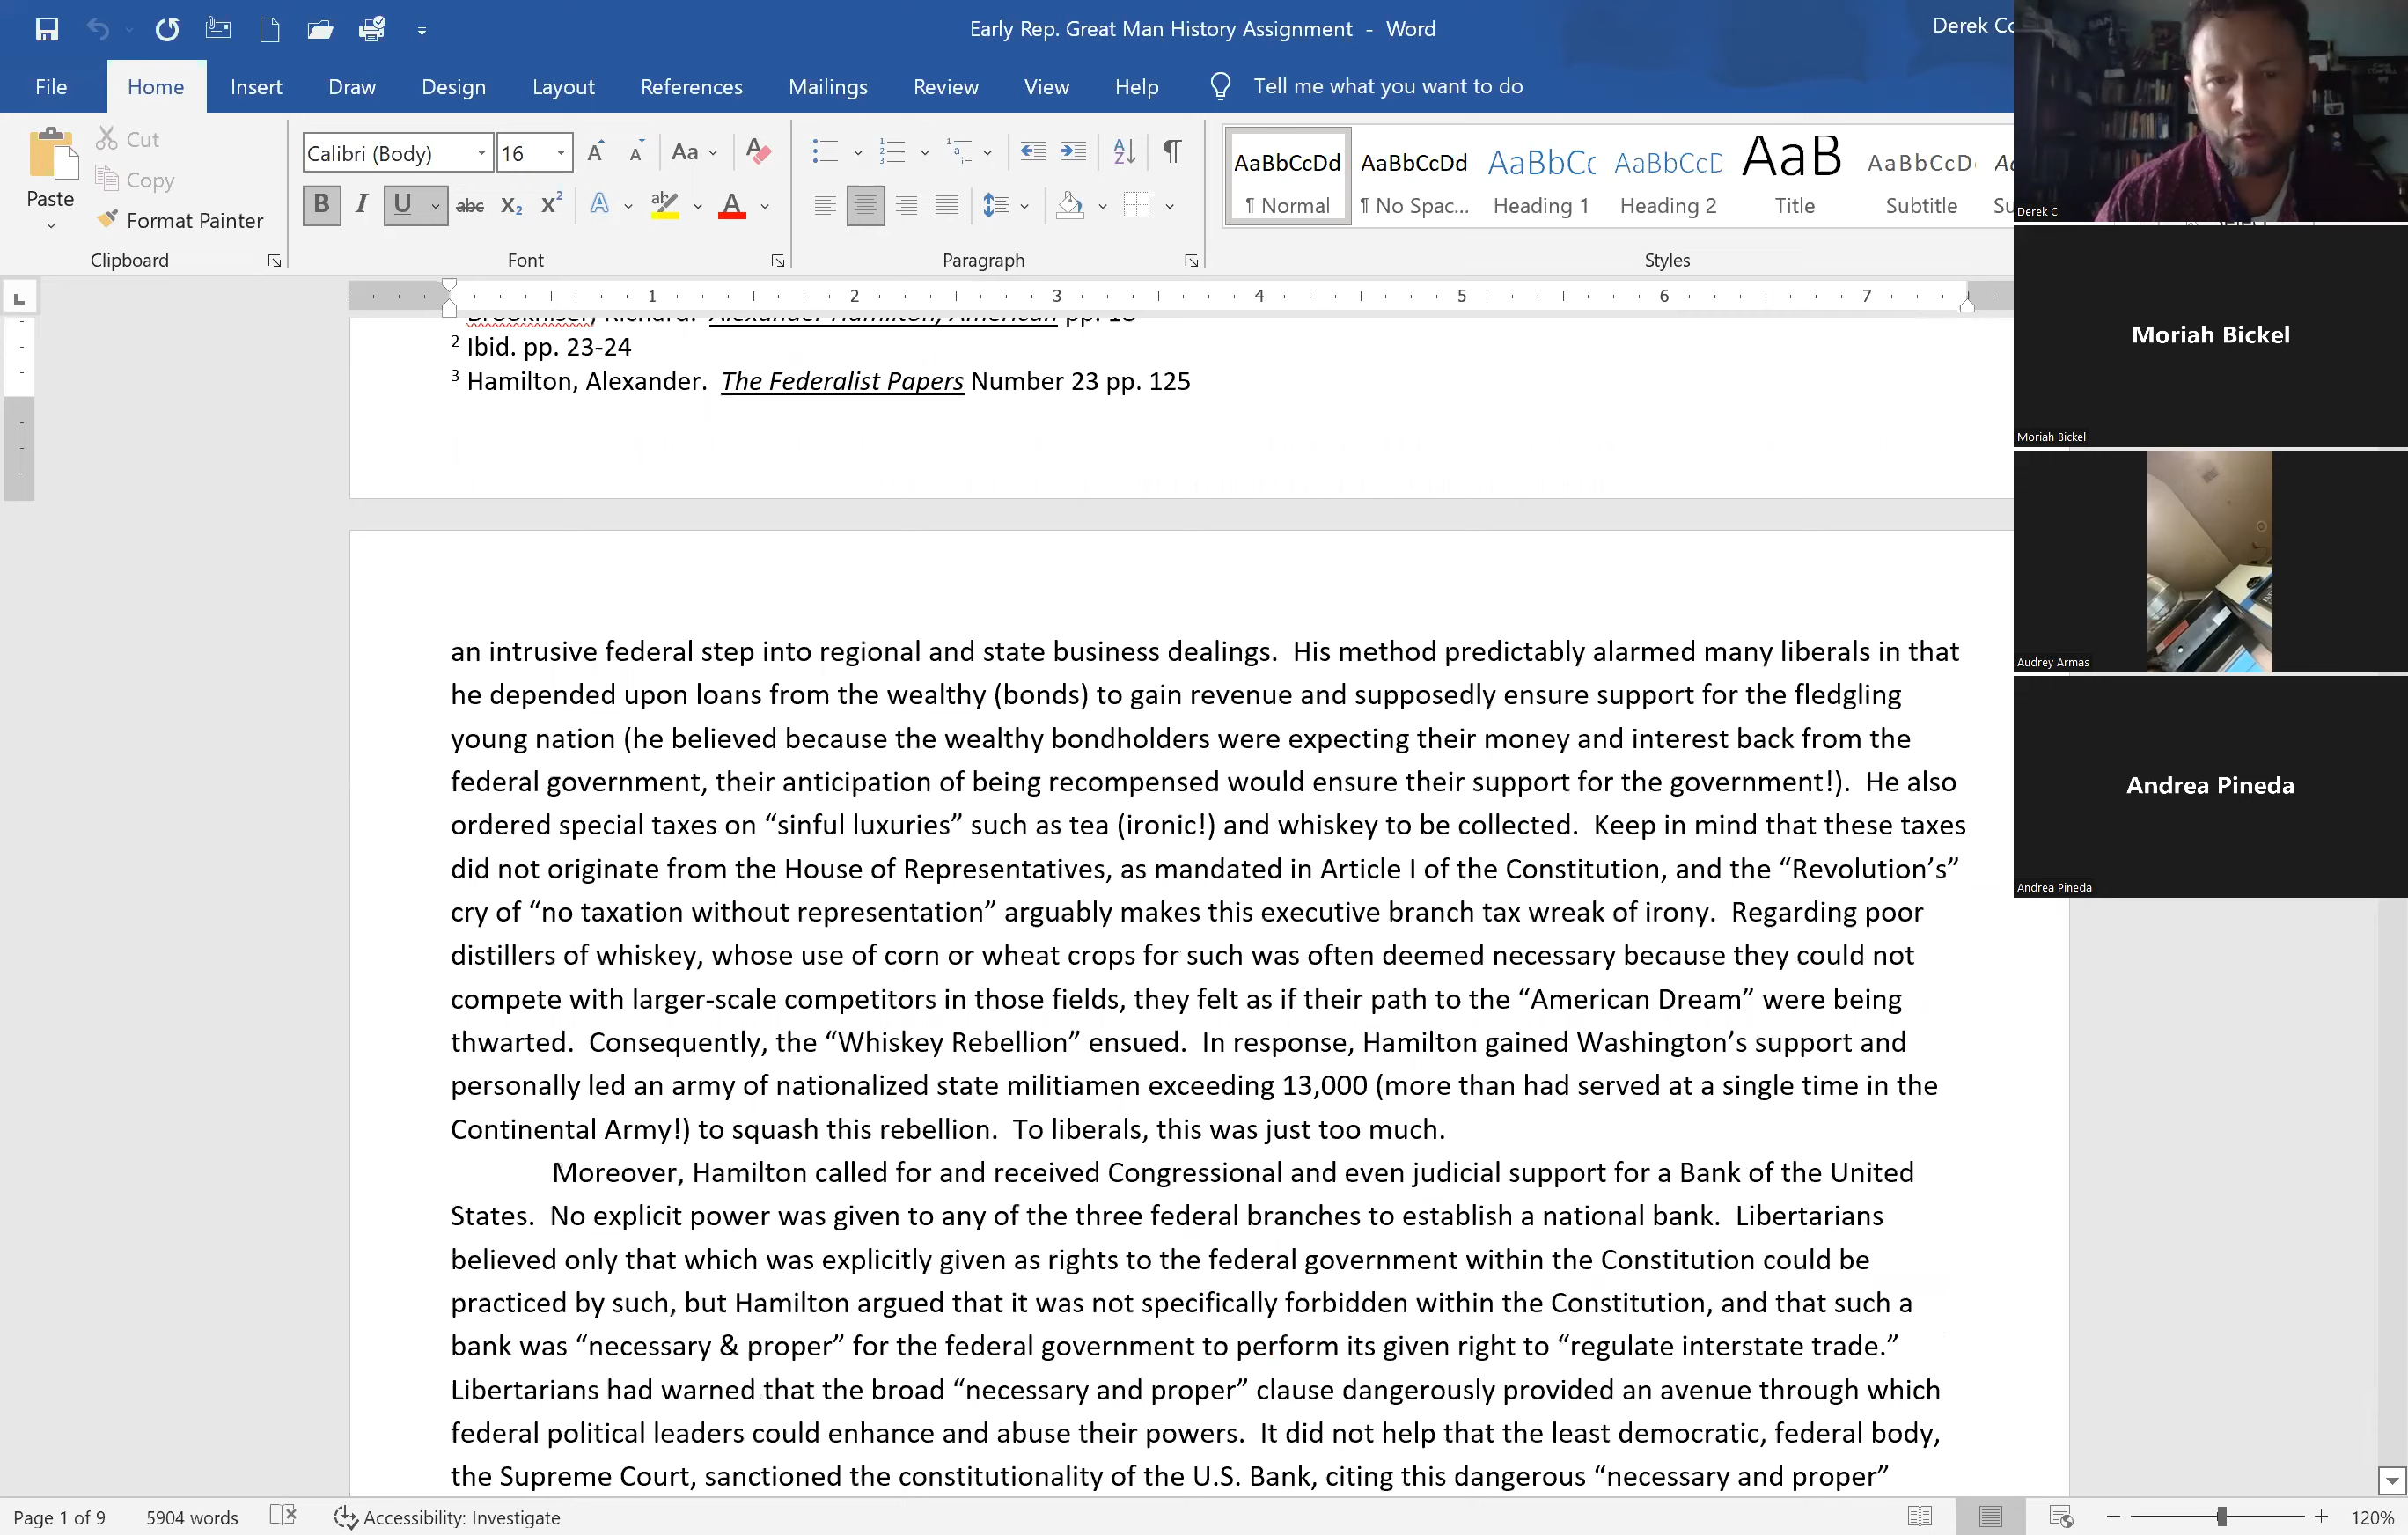 Early Rep. Great Man History Assignment - Word
Derek Co
File Home Insert Draw Design Layout References Mailings Review View Help Tell me what you want to do
Paste
Cut
Copy
Format Painter
Clipboard
Calibri (Body) 16
Font
Paragraph
AaBbCcDd AaBbCcDd AaBbCc AaBbCcD AaB AaBbCcD
¶ Normal ¶ No Spac... Heading 1 Heading 2 Title Subtitle Su
Styles
1 2 3 4 5 6 7
Brookhiser, Richard. Alexander Hamilton, American pp. 18
2 Ibid. pp. 23-24
3 Hamilton, Alexander. The Federalist Papers Number 23 pp. 125
an intrusive federal step into regional and state business dealings. His method predictably alarmed many liberals in that
he depended upon loans from the wealthy (bonds) to gain revenue and supposedly ensure support for the fledgling
young nation (he believed because the wealthy bondholders were expecting their money and interest back from the
federal government, their anticipation of being recompensed would ensure their support for the government!). He also
ordered special taxes on “sinful luxuries” such as tea (ironic!) and whiskey to be collected. Keep in mind that these taxes
did not originate from the House of Representatives, as mandated in Article I of the Constitution, and the “Revolution’s”
cry of “no taxation without representation” arguably makes this executive branch tax wreak of irony. Regarding poor
distillers of whiskey, whose use of corn or wheat crops for such was often deemed necessary because they could not
compete with larger-scale competitors in those fields, they felt as if their path to the “American Dream” were being
thwarted. Consequently, the “Whiskey Rebellion” ensued. In response, Hamilton gained Washington’s support and
personally led an army of nationalized state militiamen exceeding 13,000 (more than had served at a single time in the
Continental Army!) to squash this rebellion. To liberals, this was just too much.
Moreover, Hamilton called for and received Congressional and even judicial support for a Bank of the United
States. No explicit power was given to any of the three federal branches to establish a national bank. Libertarians
believed only that which was explicitly given as rights to the federal government within the Constitution could be
practiced by such, but Hamilton argued that it was not specifically forbidden within the Constitution, and that such a
bank was “necessary & proper” for the federal government to perform its given right to “regulate interstate trade.”
Libertarians had warned that the broad “necessary and proper” clause dangerously provided an avenue through which
federal political leaders could enhance and abuse their powers. It did not help that the least democratic, federal body,
the Supreme Court, sanctioned the constitutionality of the U.S. Bank, citing this dangerous “necessary and proper”
Page 1 of 9 5904 words Accessibility: Investigate 120%
Derek C
Moriah Bickel
Moriah Bickel
Audrey Armas
Andrea Pineda
Andrea Pineda